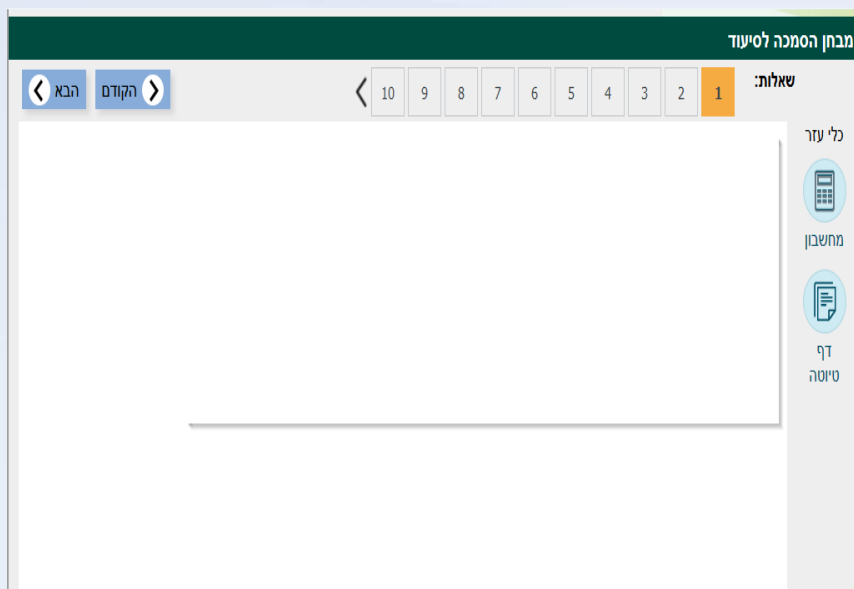 מבחן הסמכה לסיעוד
שאלות:
1 2 3 4 5 6 7 8 9 10
הקודם
הבא
כלי עזר
מחשבון
דף
טיוטה